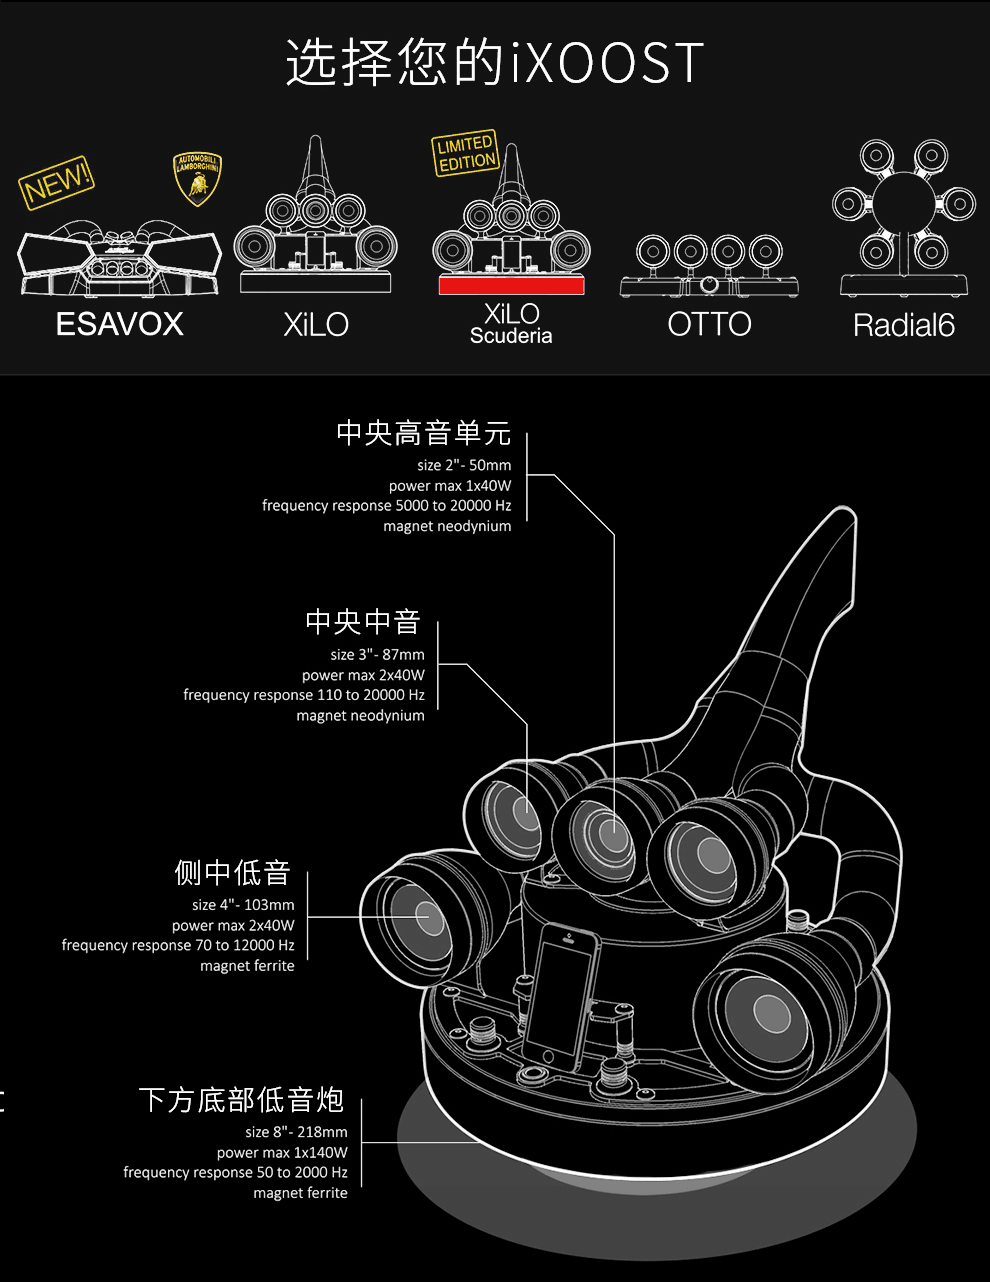 选择您的iXOOST
NEW!
AUTOMOBILI
LAMBORGHINI
LIMITED
EDITION
ESAVOX
XiLO
XiLO
Scuderia
OTTO
Radial6
中央高音单元
size 2"- 50mm
power max 1x40W
frequency response 5000 to 20000 Hz
magnet neodynium
中央中音
size 3"- 87mm
power max 2x40W
frequency response 110 to 20000 Hz
magnet neodynium
侧中低音
size 4"- 103mm
power max 2x40W
frequency response 70 to 12000 Hz
magnet ferrite
下方底部低音炮
size 8"- 218mm
power max 1x140W
frequency response 50 to 2000 Hz
magnet ferrite